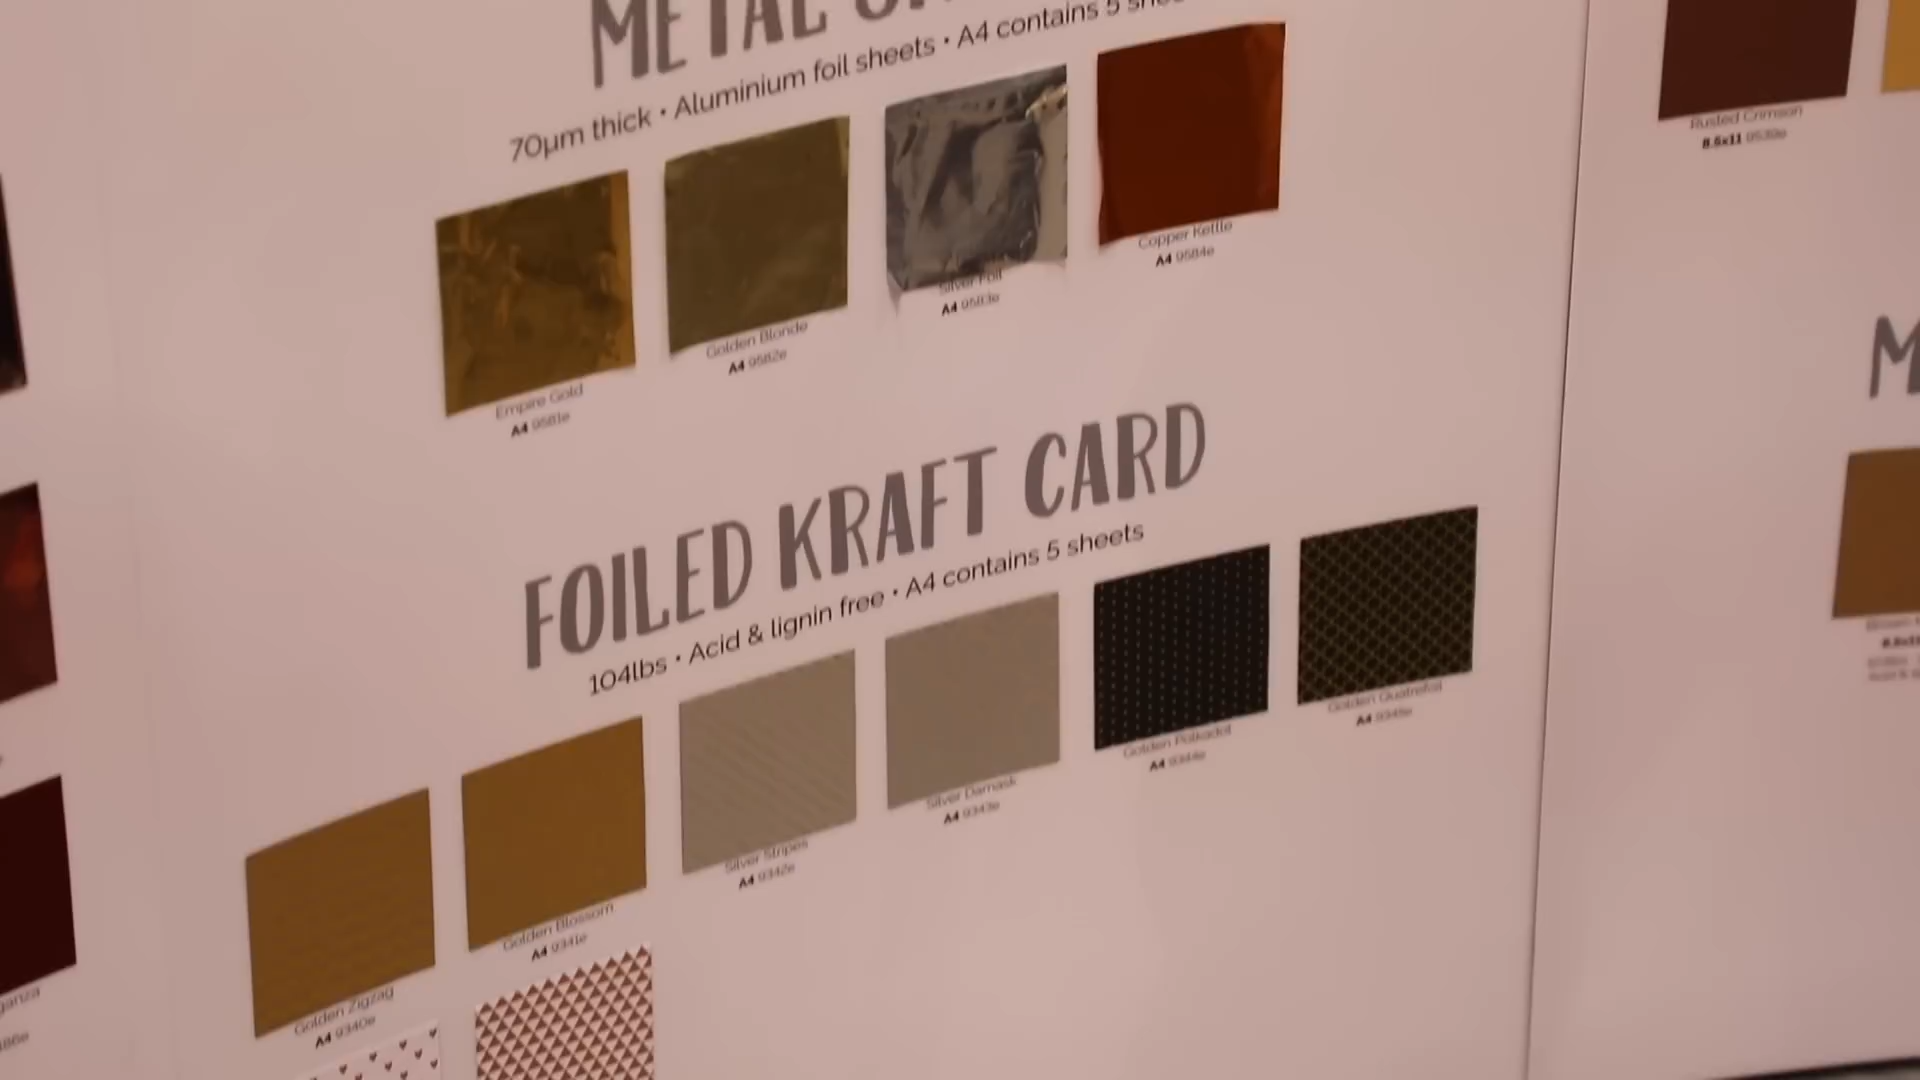 METAL
70µm thick • Aluminium foil sheets • A4 contains 5
Empire Gold
A4 9581e
Golden Blonde
A4 9582e
Silver Foil
A4 9583e
Copper Kettle
A4 9584e
Rusted Crimson
8.5x11
FOILED KRAFT CARD
104lbs • Acid & lignin free • A4 contains 5 sheets
Golden Zigzag
A4 9340e
Golden Blossom
A4 9341e
Silver Stripes
A4 9342e
Silver Damask
A4 9343e
Golden Polkadot
A4 9344e
Golden Quatrefoil
A4 9345e